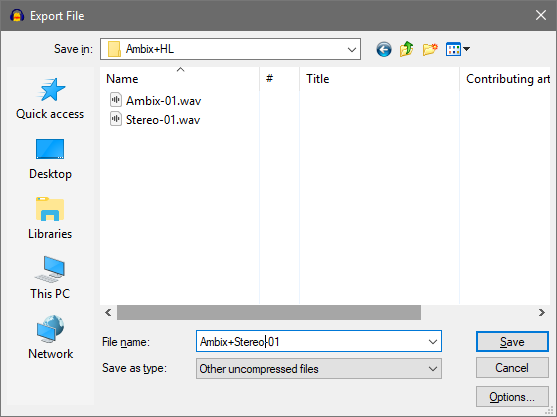 Export File
Save in: Ambix+HL
Name # Title Contributing art
Ambix-01.wav
Stereo-01.wav
Quick access
Desktop
Libraries
This PC
Network
File name: Ambix+Stereo-01 Save
Save as type: Other uncompressed files Cancel
Options...